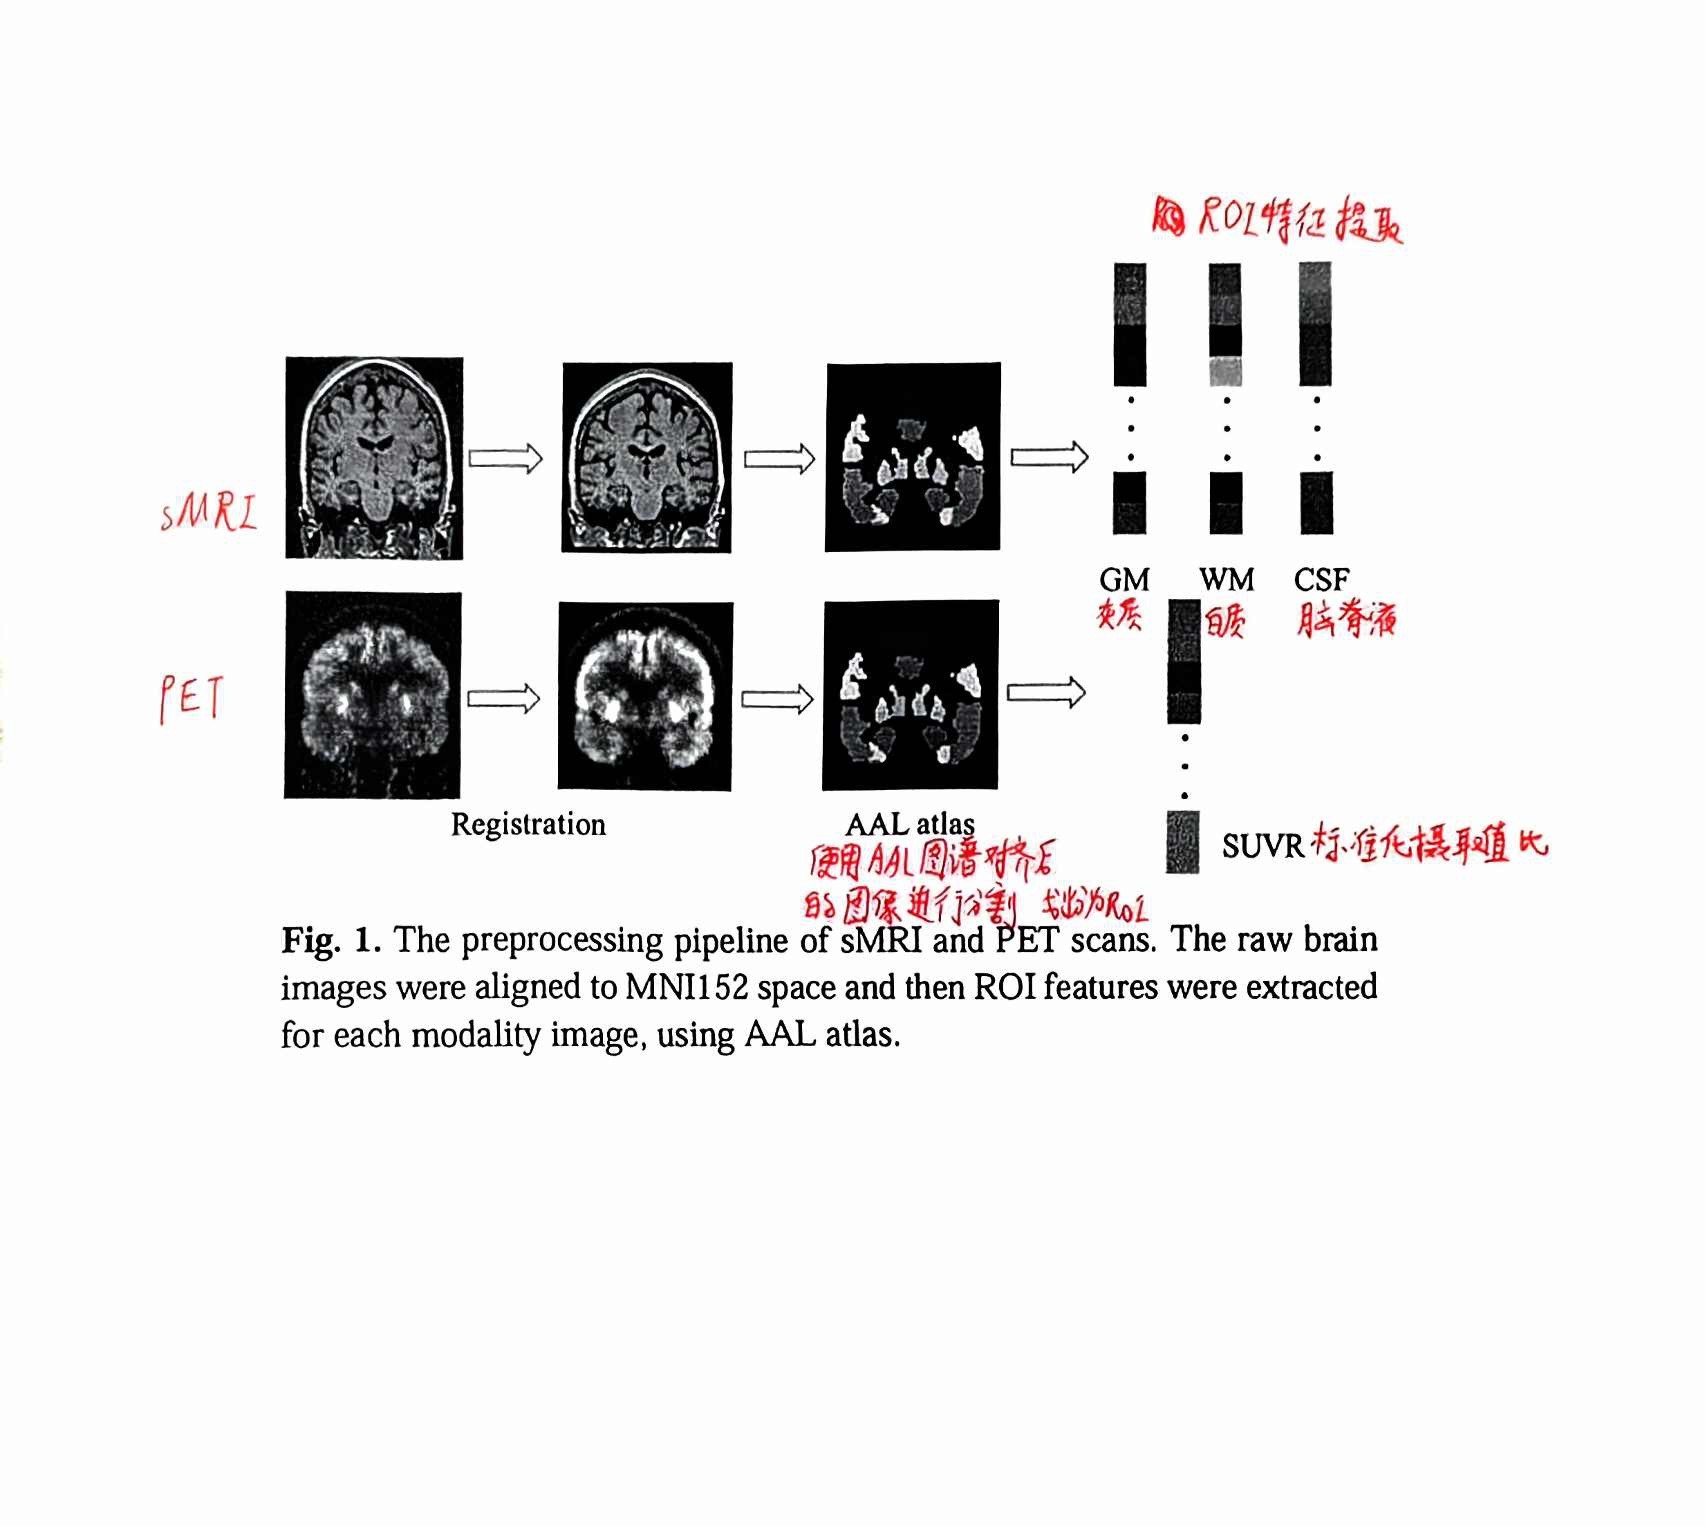 ROI特征提取
sMRI
GM WM CSF
灰质 白质 脑脊液
PET
Registration
AAL atlas
SUVR 标准化摄取值比
使用AAL图谱对齐后
的图像进行分割 划分为ROI
Fig. 1. The preprocessing pipeline of sMRI and PET scans. The raw brain
images were aligned to MNI152 space and then ROI features were extracted
for each modality image, using AAL atlas.